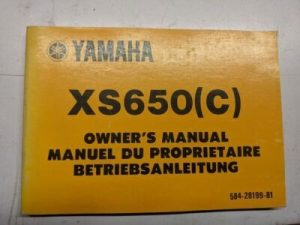 YAMAHA
XS650(C)
OWNER'S MANUAL
MANUEL DU PROPRIETAIRE
BETRIEBSANLEITUNG
584-28199-81